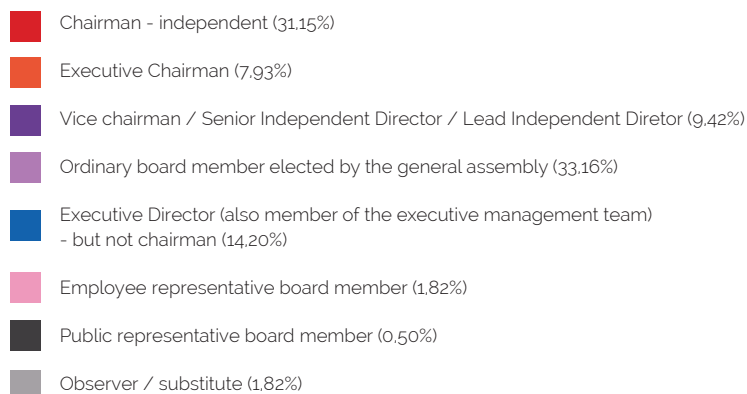 Chairman - independent (31,15%)
Executive Chairman (7,93%)
Vice chairman / Senior Independent Director / Lead Independent Diretor (9,42%)
Ordinary board member elected by the general assembly (33,16%)
Executive Director (also member of the executive management team)
- but not chairman (14,20%)
Employee representative board member (1,82%)
Public representative board member (0,50%)
Observer / substitute (1,82%)